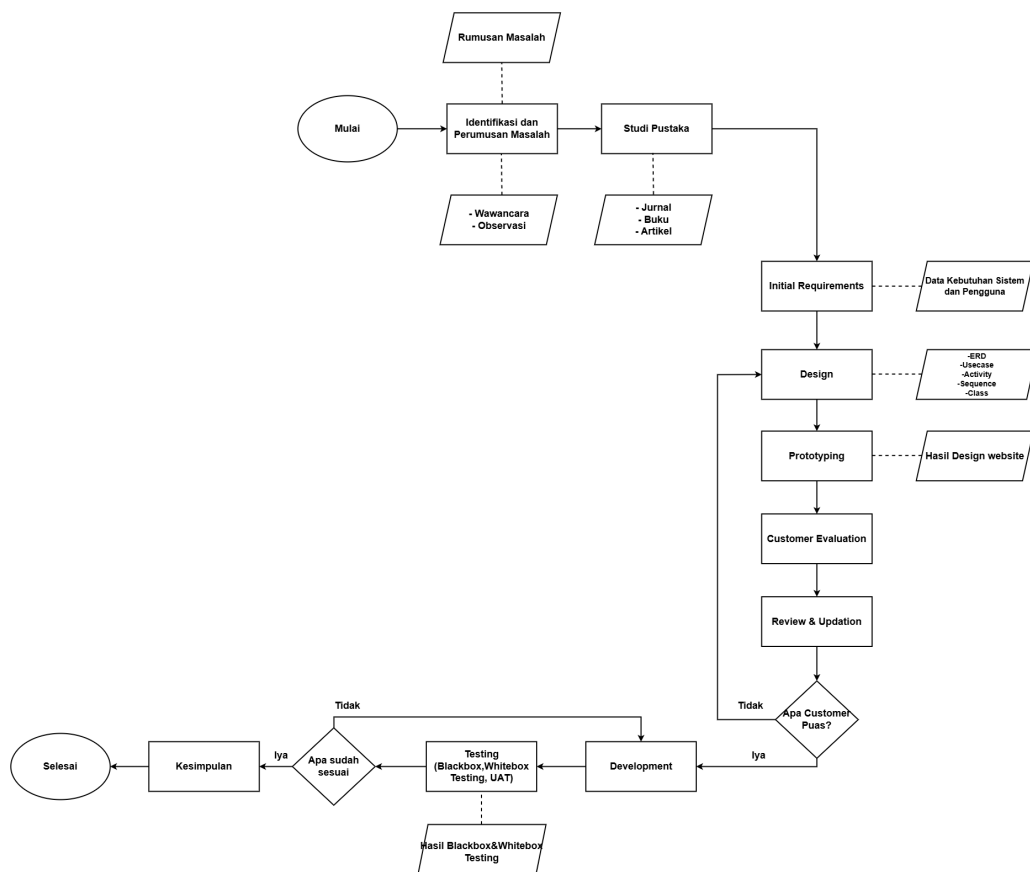 Rumusan Masalah
Mulai
Identifikasi dan
Perumusan Masalah
Studi Pustaka
- Wawancara
- Observasi
- Jurnal
- Buku
- Artikel
Initial Requirements
Data Kebutuhan Sistem
dan Pengguna
Design
-ERD
-Usecase
-Activity
-Sequence
-Class
Prototyping
Hasil Design website
Customer Evaluation
Review & Updation
Apa Customer
Puas?
Tidak
Iya
Development
Testing
(Blackbox,Whitebox
Testing, UAT)
Hasil Blackbox&Whitebox
Testing
Apa sudah
sesuai
Tidak
Iya
Kesimpulan
Selesai